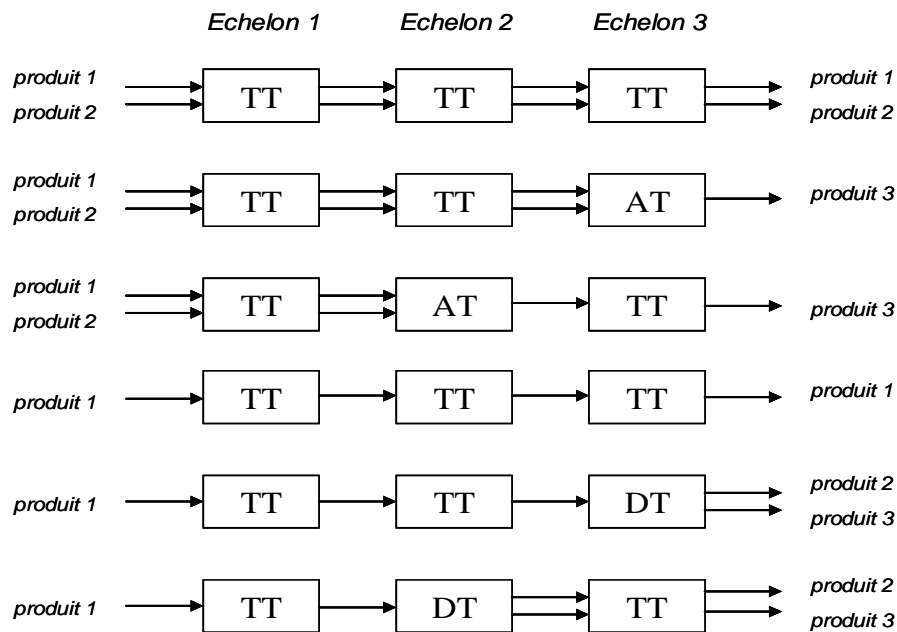 Echelon 1 Echelon 2 Echelon 3
produit 1 produit 1
TT TT TT
produit 2 produit 2
produit 1
TT TT AT produit 3
produit 2
produit 1
TT AT TT produit 3
produit 2
produit 1 TT TT TT produit 1
produit 2
produit 1 TT TT DT
produit 3
produit 2
produit 1 TT DT TT
produit 3